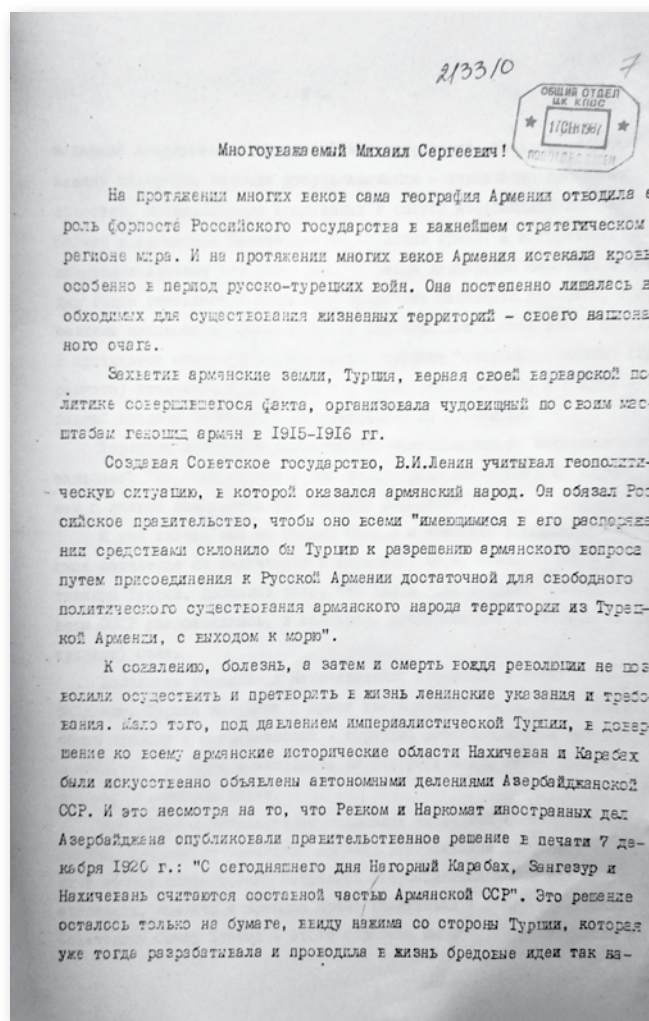 213310 7
ОБЩИЙ ОТДЕЛ
ЦК КПСС
17 СЕН 1987
Многоуважаемый Михаил Сергеевич!
На протяжении многих веков сама география Армении отводила е
роль форпоста Российского государства в важнейшем стратегическом
регионе мира. И на протяжении многих веков Армения истекала кровь
особенно в период русско-турецких войн. Она постепенно лишалась н
обходимых для существования жизненных территорий - своего национа
ного очага.
Захватив армянские земли, Турция, верная своей варварской по-
литике совершившегося факта, организовала чудовищный по своим мас-
штабам геноцид армян в 1915-1916 гг.
Создавая Советское государство, В.И.Ленин учитывал геополити-
ческую ситуацию, в которой оказался армянский народ. Он обязал Рос
сийское правительство, чтобы оно всеми "имеющимися в его распоряже
нии средствами склонило бы Турцию к разрешению армянского вопроса
путем присоединения к Русской Армении достаточной для свободного
политического существования армянского народа территории из Турец-
кой Армении, с выходом к морю".
К сожалению, болезнь, а затем и смерть вождя революции не поз
волили осуществить и претворить в жизнь ленинские указания и требо
вания. Мало того, под давлением империалистической Турции, в довер
шение ко всему армянские исторические области Нахичеван и Карабах
были искусственно объявлены автономными делениями Азербайджанской
ССР. И это несмотря на то, что Ревком и Наркомат иностранных дел
Азербайджана опубликовали правительственное решение в печати 7 де-
кабря 1920 г.: "С сегодняшнего дня Нагорный Карабах, Зангезур и
Нахичевань считаются составной частью Армянской ССР". Это решение
осталось только на бумаге, ввиду нажима со стороны Турции, которая
уже тогда разрабатывала и проводила в жизнь бредовые идеи так на-